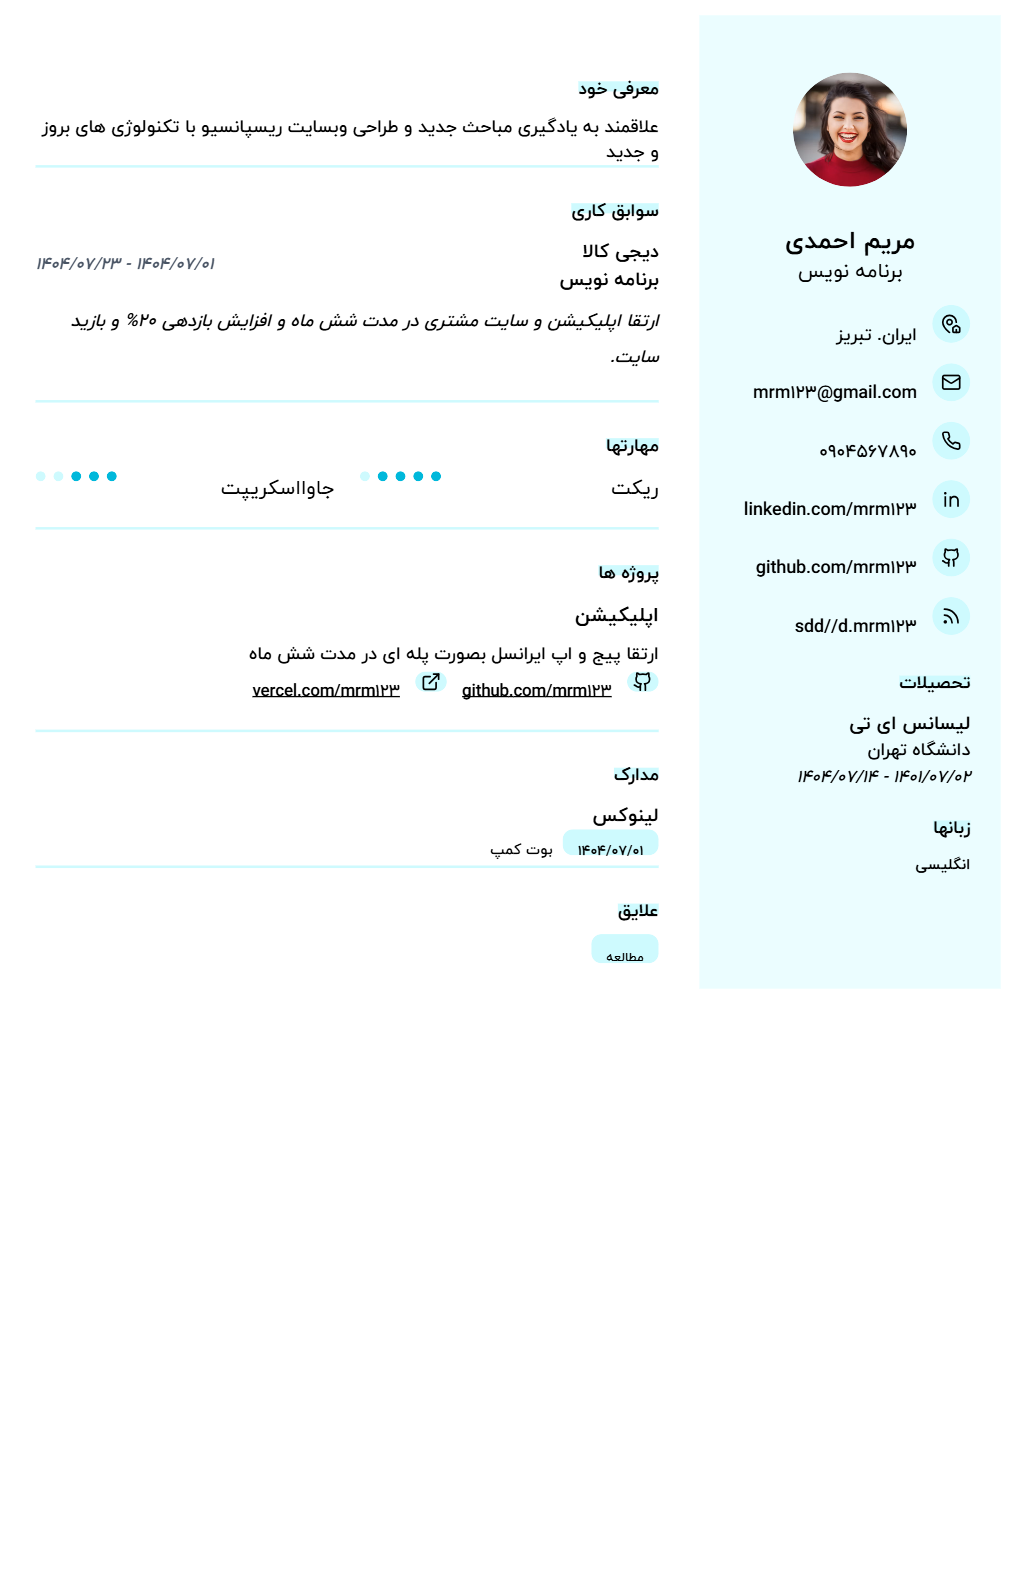 مریم احمدی
برنامه نویس
ایران. تبریز
mrm۱۲۳@gmail.com
۰۹۰۴۵۶۷۸۹۰
linkedin.com/mrm۱۲۳
github.com/mrm۱۲۳
sdd//d.mrm۱۲۳
تحصیلات
لیسانس ای تی
دانشگاه تهران
۱۴۰۱/۰۷/۰۲ - ۱۴۰۴/۰۷/۱۴
زبانها
انگلیسی
معرفی خود
علاقمند به یادگیری مباحث جدید و طراحی وبسایت ریسپانسیو با تکنولوژی های بروز
و جدید
سوابق کاری
دیجی کالا
برنامه نویس
۱۴۰۴/۰۷/۰۱ - ۱۴۰۴/۰۷/۲۳
ارتقا اپلیکیشن و سایت مشتری در مدت شش ماه و افزایش بازدهی ۲۰% و بازید
سایت.
مهارتها
ریکت
جاوااسکریپت
پروژه ها
اپلیکیشن
ارتقا پیج و اپ ایرانسل بصورت پله ای در مدت شش ماه
github.com/mrm۱۲۳ vercel.com/mrm۱۲۳
مدارک
لینوکس
۱۴۰۴/۰۷/۰۱ بوت کمپ
علایق
مطالعه